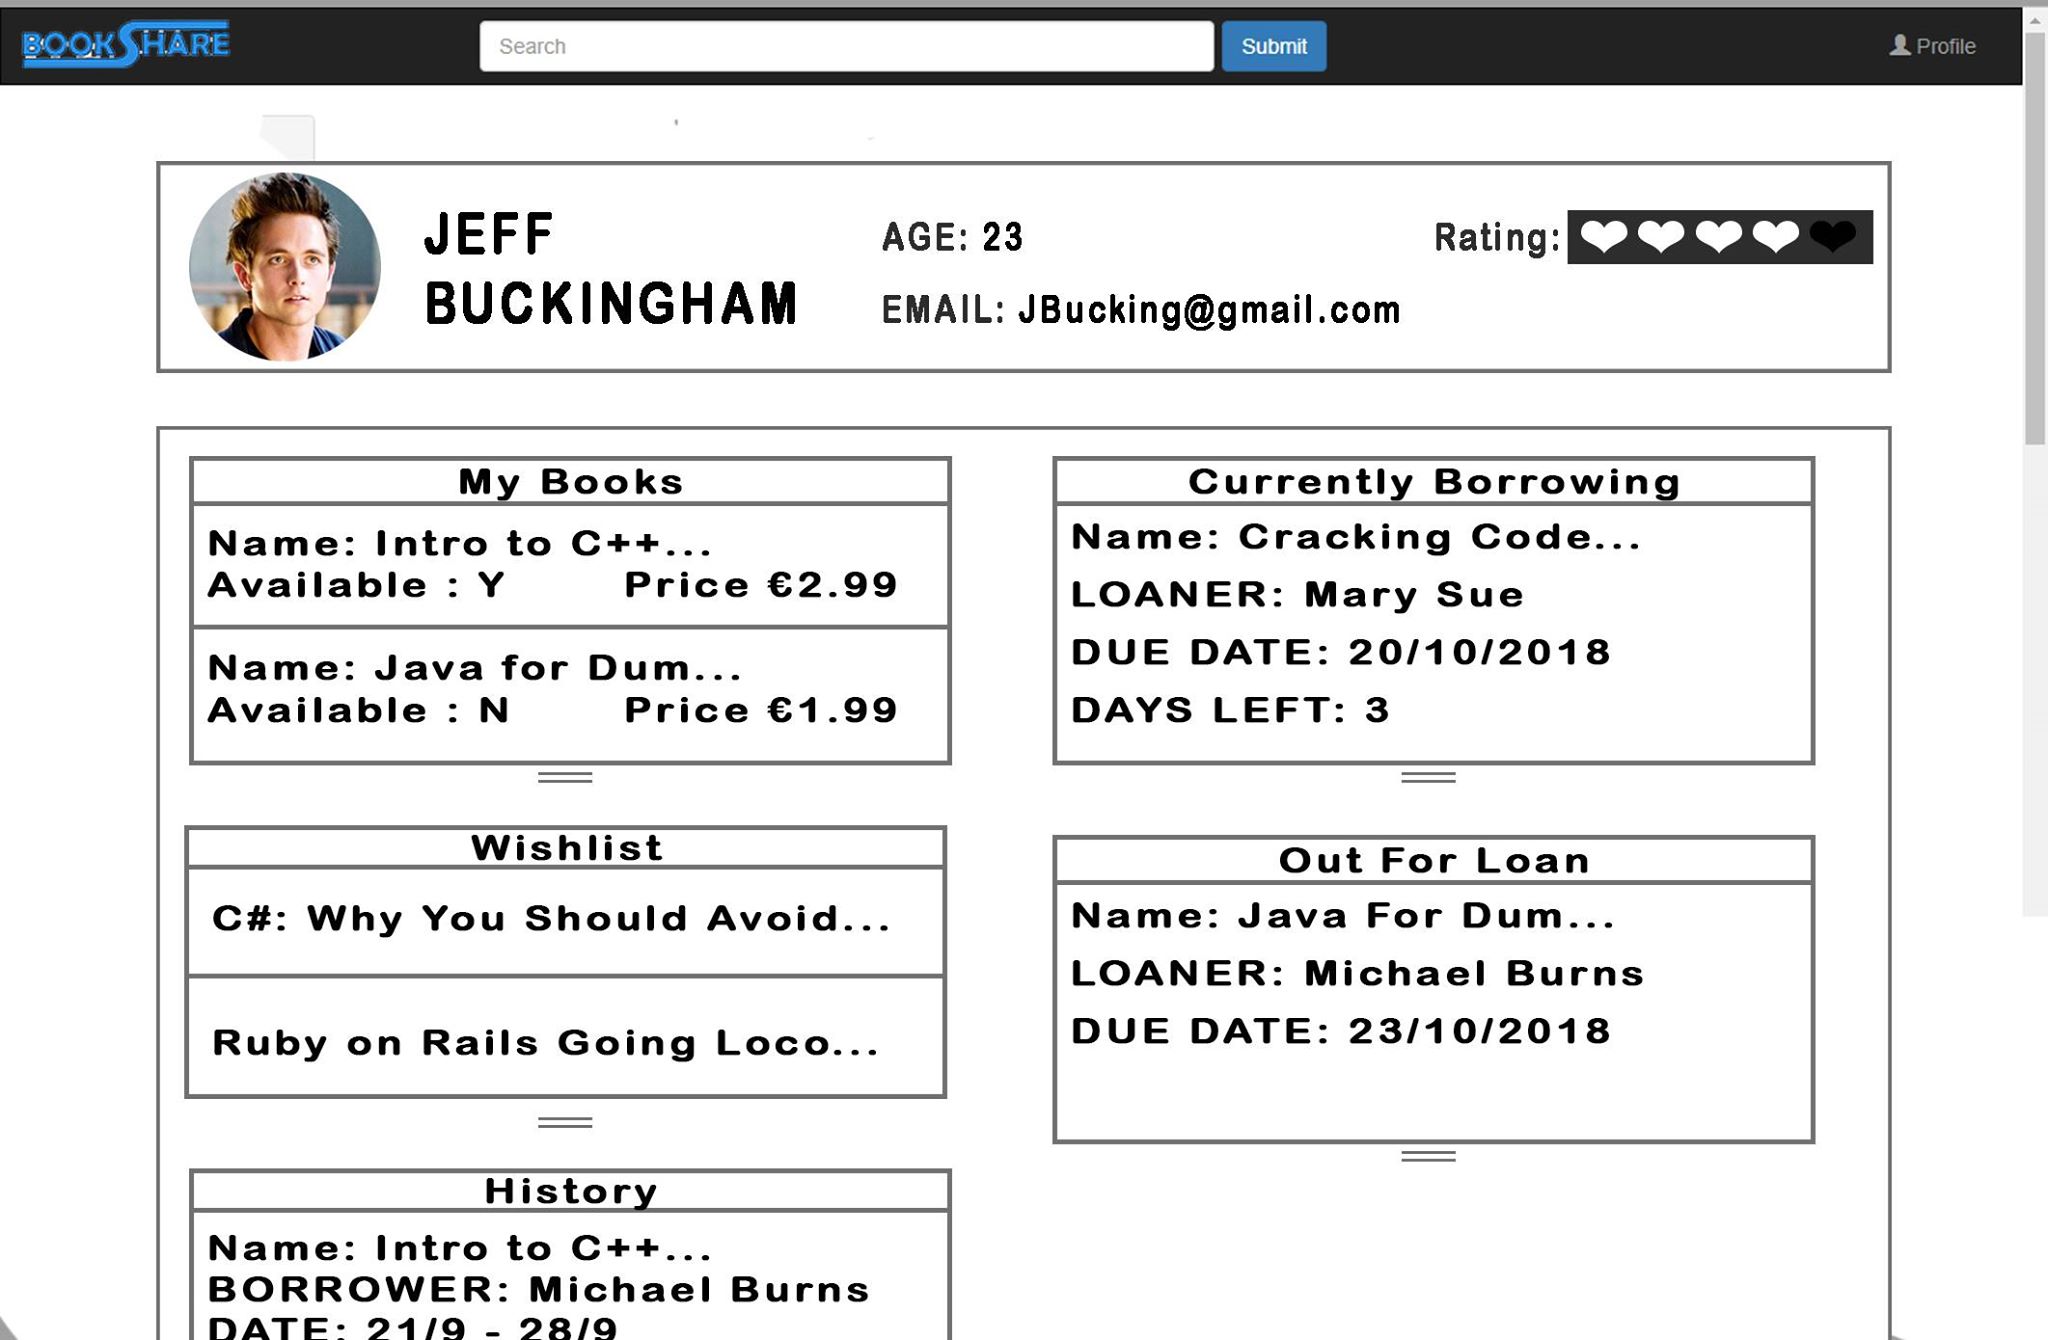 BOOKSHARE
Search
Submit
Profile
JEFF
BUCKINGHAM
AGE: 23
EMAIL: JBucking@gmail.com
Rating:
My Books
Name: Intro to C++...
Available : Y Price €2.99
Name: Java for Dum...
Available : N Price €1.99
Wishlist
C#: Why You Should Avoid...
Ruby on Rails Going Loco...
History
Name: Intro to C++...
BORROWER: Michael Burns
DATE: 21/9 - 28/9
Currently Borrowing
Name: Cracking Code...
LOANER: Mary Sue
DUE DATE: 20/10/2018
DAYS LEFT: 3
Out For Loan
Name: Java For Dum...
LOANER: Michael Burns
DUE DATE: 23/10/2018